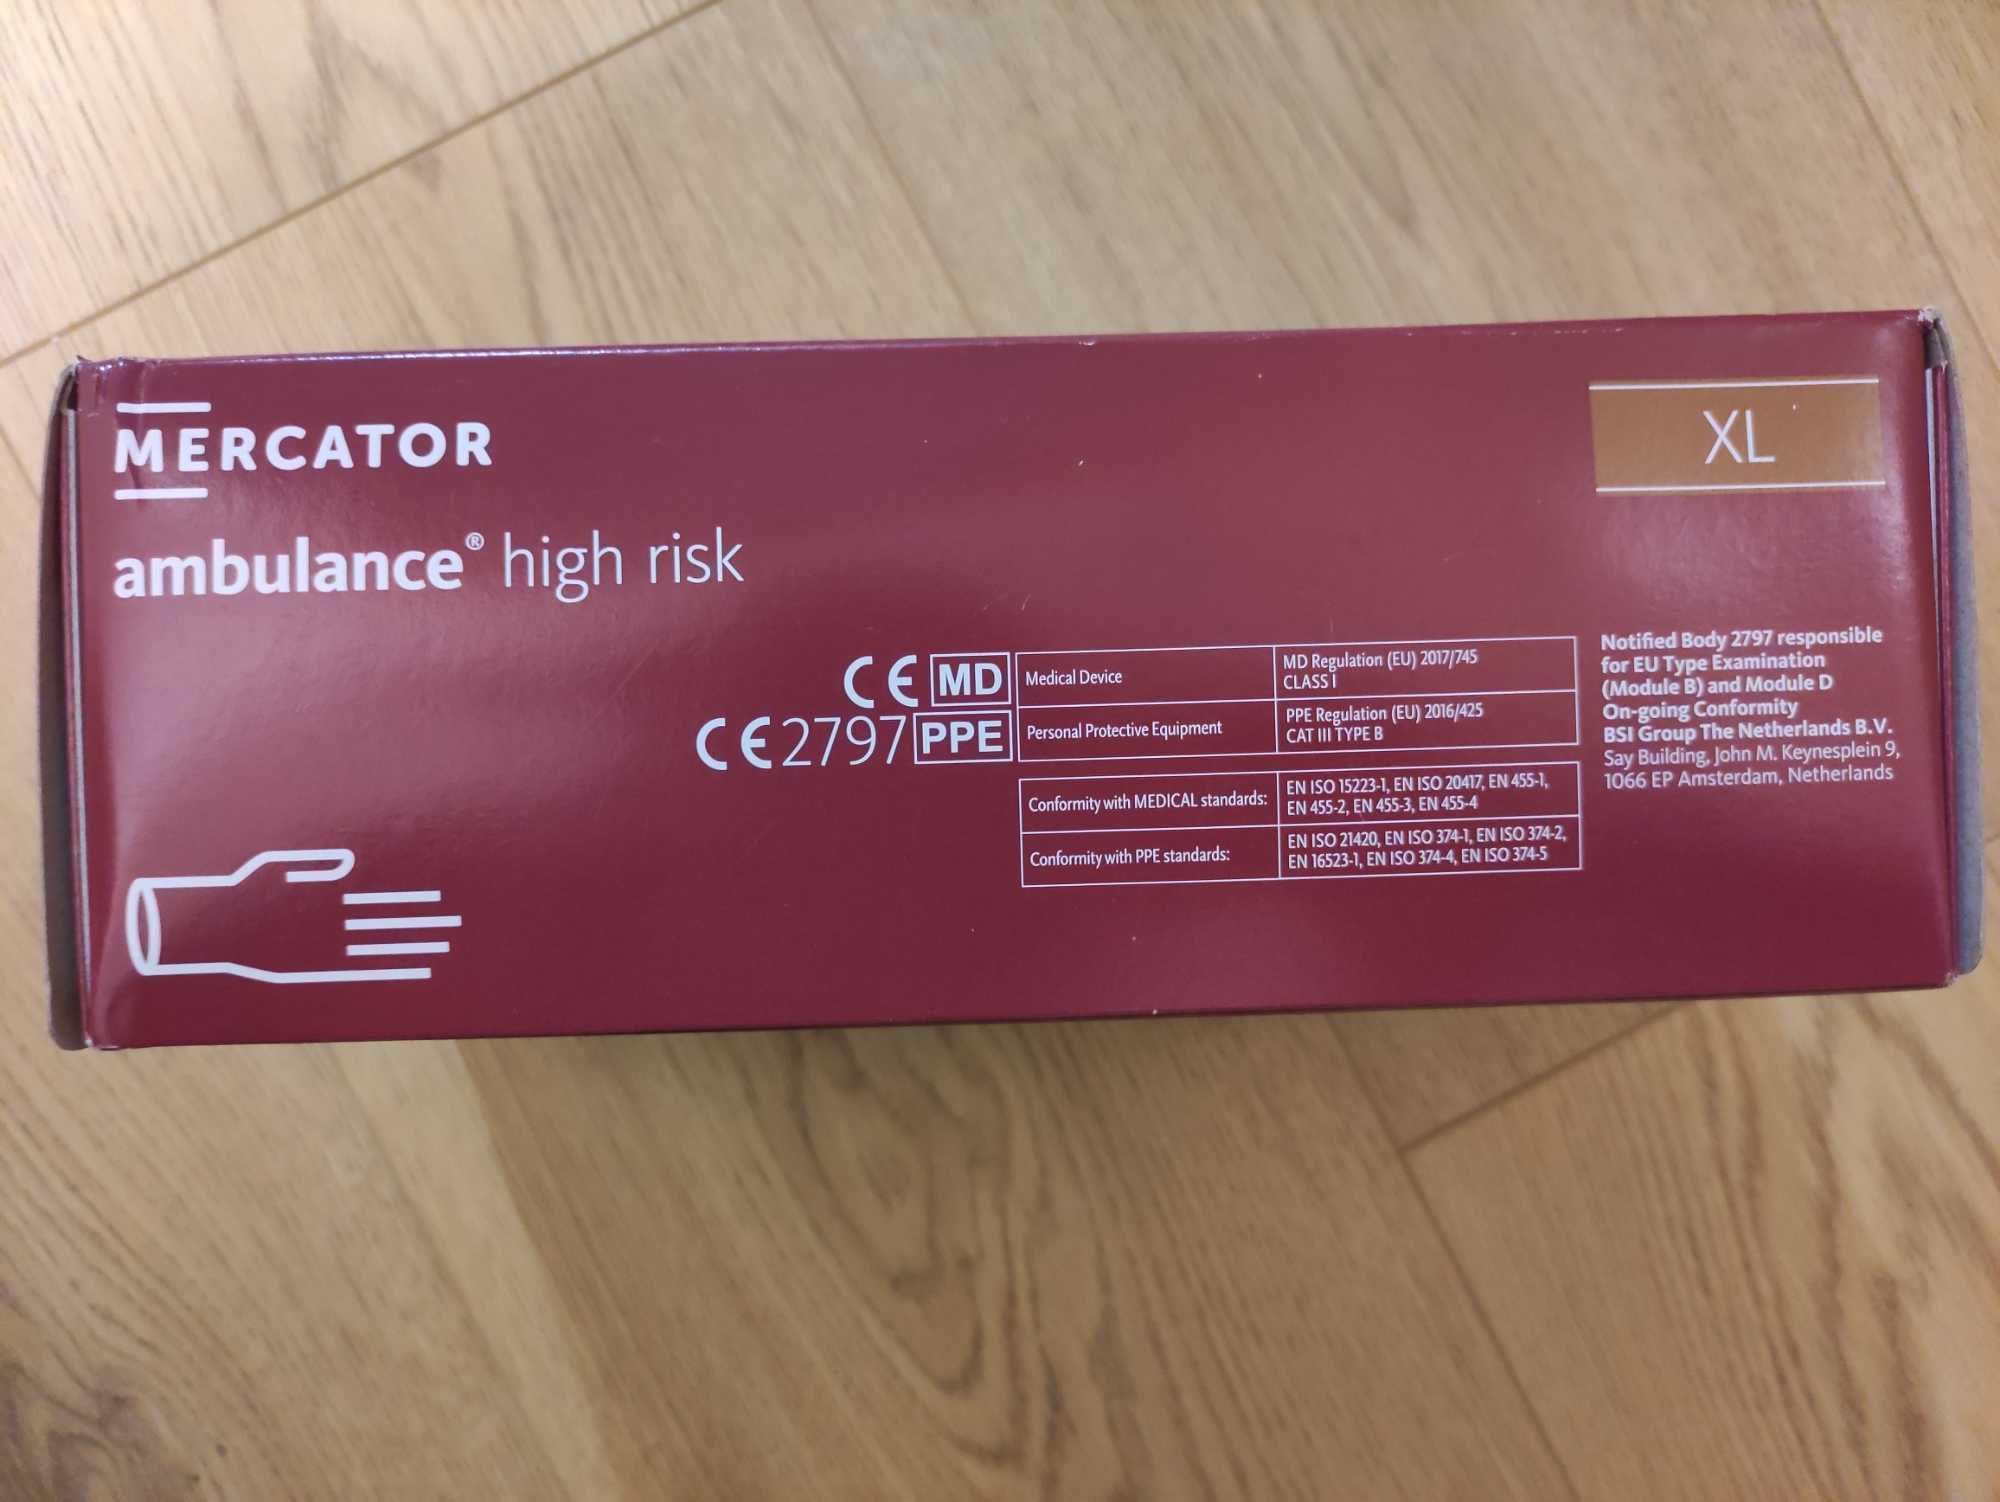 MERCATOR
ambulance® high risk
XL
CE MD
Medical Device
MD Regulation (EU) 2017/745
CLASS I
CE2797 PPE
Personal Protective Equipment
PPE Regulation (EU) 2016/425
CAT III TYPE B
Conformity with MEDICAL standards:
EN ISO 15223-1, EN ISO 20417, EN 455-1,
EN 455-2, EN 455-3, EN 455-4
Conformity with PPE standards:
EN ISO 21420, EN ISO 374-1, EN ISO 374-2,
EN 16523-1, EN ISO 374-4, EN ISO 374-5
Notified Body 2797 responsible
for EU Type Examination
(Module B) and Module D
On-going Conformity
BSI Group The Netherlands B.V.
Say Building, John M. Keynesplein 9,
1066 EP Amsterdam, Netherlands